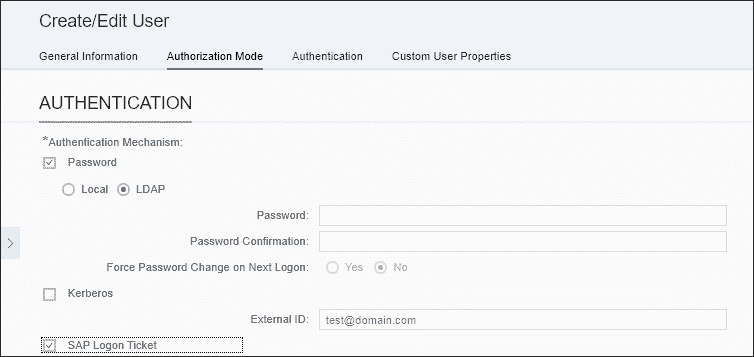 Create/Edit User
General Information Authorization Mode Authentication Custom User Properties
AUTHENTICATION
*Authentication Mechanism:
Password
Local LDAP
Password:
Password Confirmation:
Force Password Change on Next Logon: Yes No
Kerberos
External ID: test@domain.com
SAP Logon Ticket